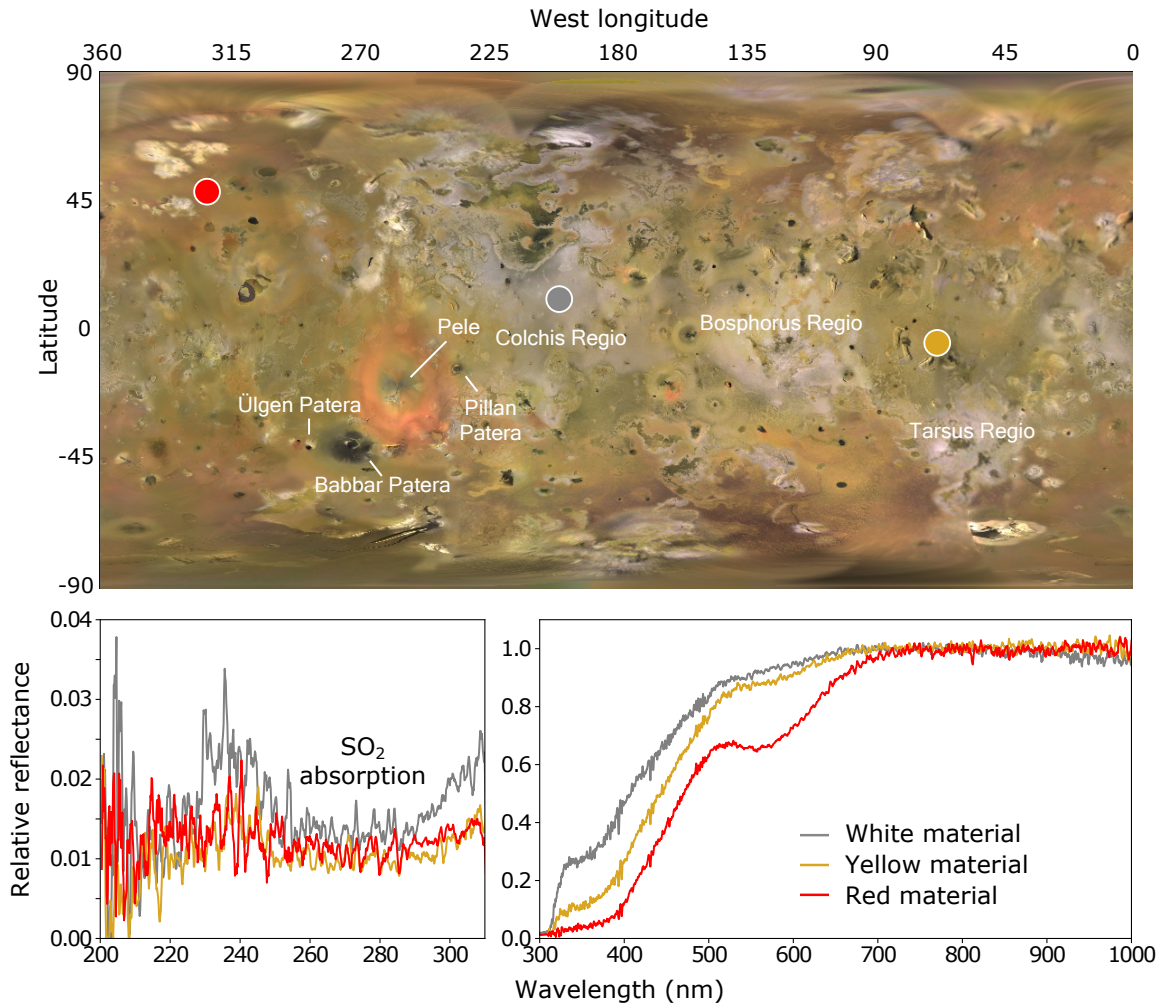 West longitude
360 315 270 225 180 135 90 45 0
Latitude
90
45
0
-45
-90
Pele
Colchis Regio
Bosphorus Regio
Ülgen Patera
Pillan
Patera
Tarsus Regio
Babbar Patera
Relative reflectance
0.04
0.03
0.02
0.01
0.00
SO₂
absorption
200 220 240 260 280 300
1.0
0.8
0.6
0.4
0.2
0.0
White material
Yellow material
Red material
300 400 500 600 700 800 900 1000
Wavelength (nm)